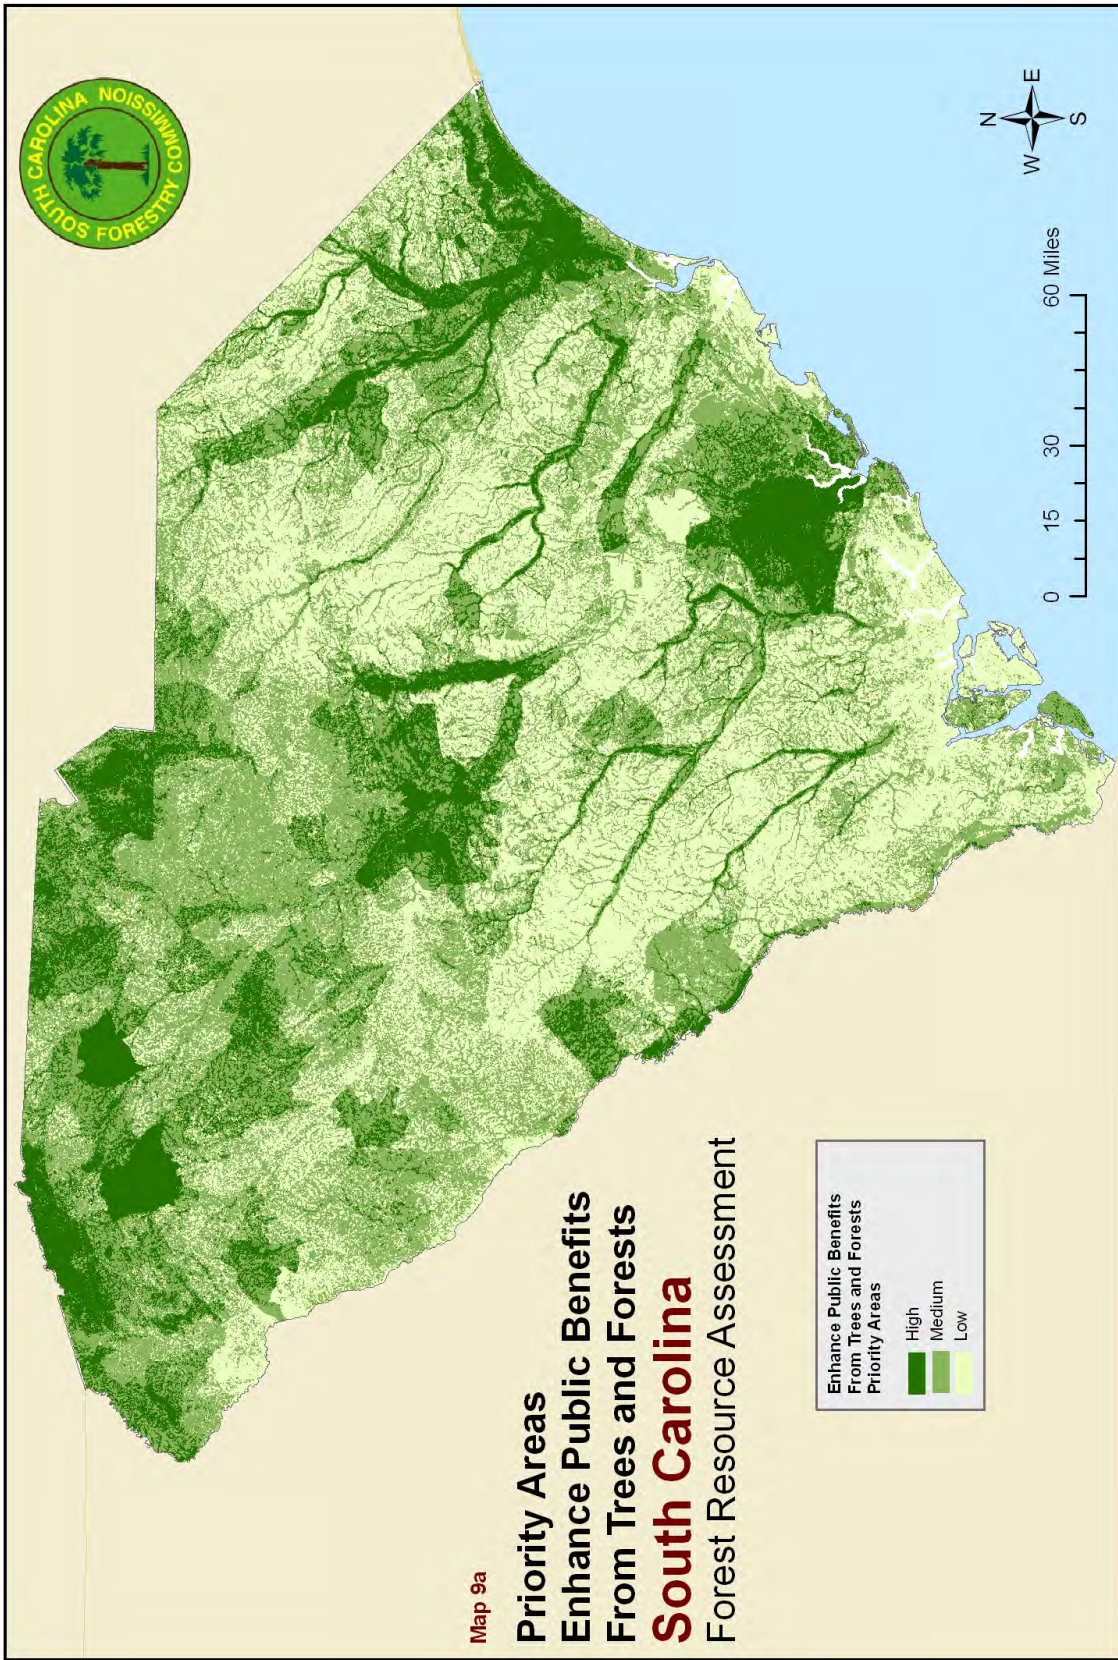 SOUTH CAROLINA
FORESTRY COMMISSION
Map 9a
Priority Areas
Enhance Public Benefits
From Trees and Forests
South Carolina
Forest Resource Assessment
Enhance Public Benefits
From Trees and Forests
Priority Areas
High
Medium
Low
0 15 30 60 Miles
N
W E
S